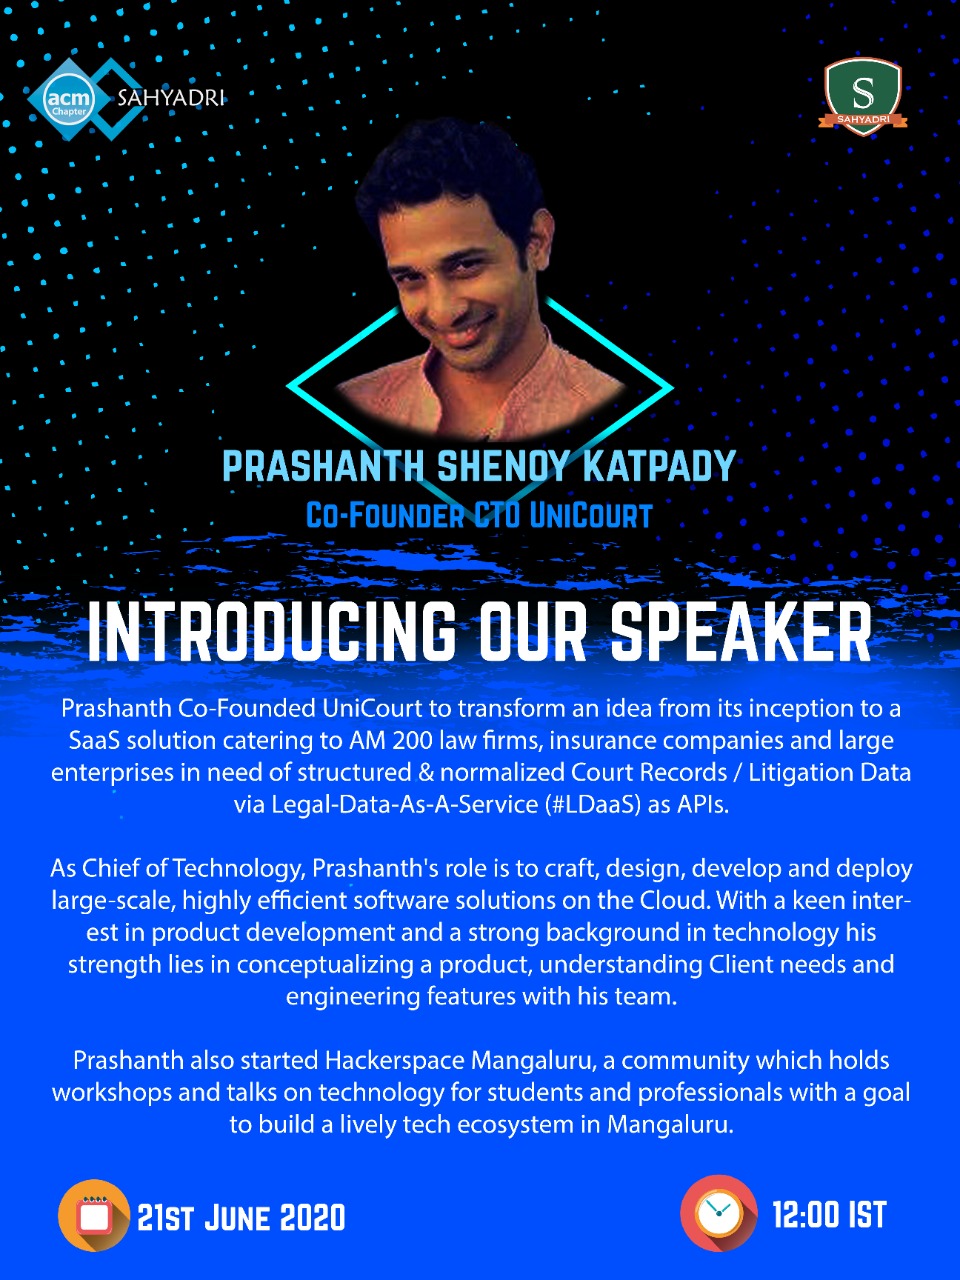 acm
Chapter
SAHYADRI
S
SAHYADRI
PRASHANTH SHENOY KATPADY
CO-FOUNDER CTO UNICOURT
INTRODUCING OUR SPEAKER
Prashanth Co-Founded UniCourt to transform an idea from its inception to a
SaaS solution catering to AM 200 law firms, insurance companies and large
enterprises in need of structured & normalized Court Records / Litigation Data
via Legal-Data-As-A-Service (#LDaaS) as APIs.
As Chief of Technology, Prashanth's role is to craft, design, develop and deploy
large-scale, highly efficient software solutions on the Cloud. With a keen inter-
est in product development and a strong background in technology his
strength lies in conceptualizing a product, understanding Client needs and
engineering features with his team.
Prashanth also started Hackerspace Mangaluru, a community which holds
workshops and talks on technology for students and professionals with a goal
to build a lively tech ecosystem in Mangaluru.
21ST JUNE 2020
12:00 IST